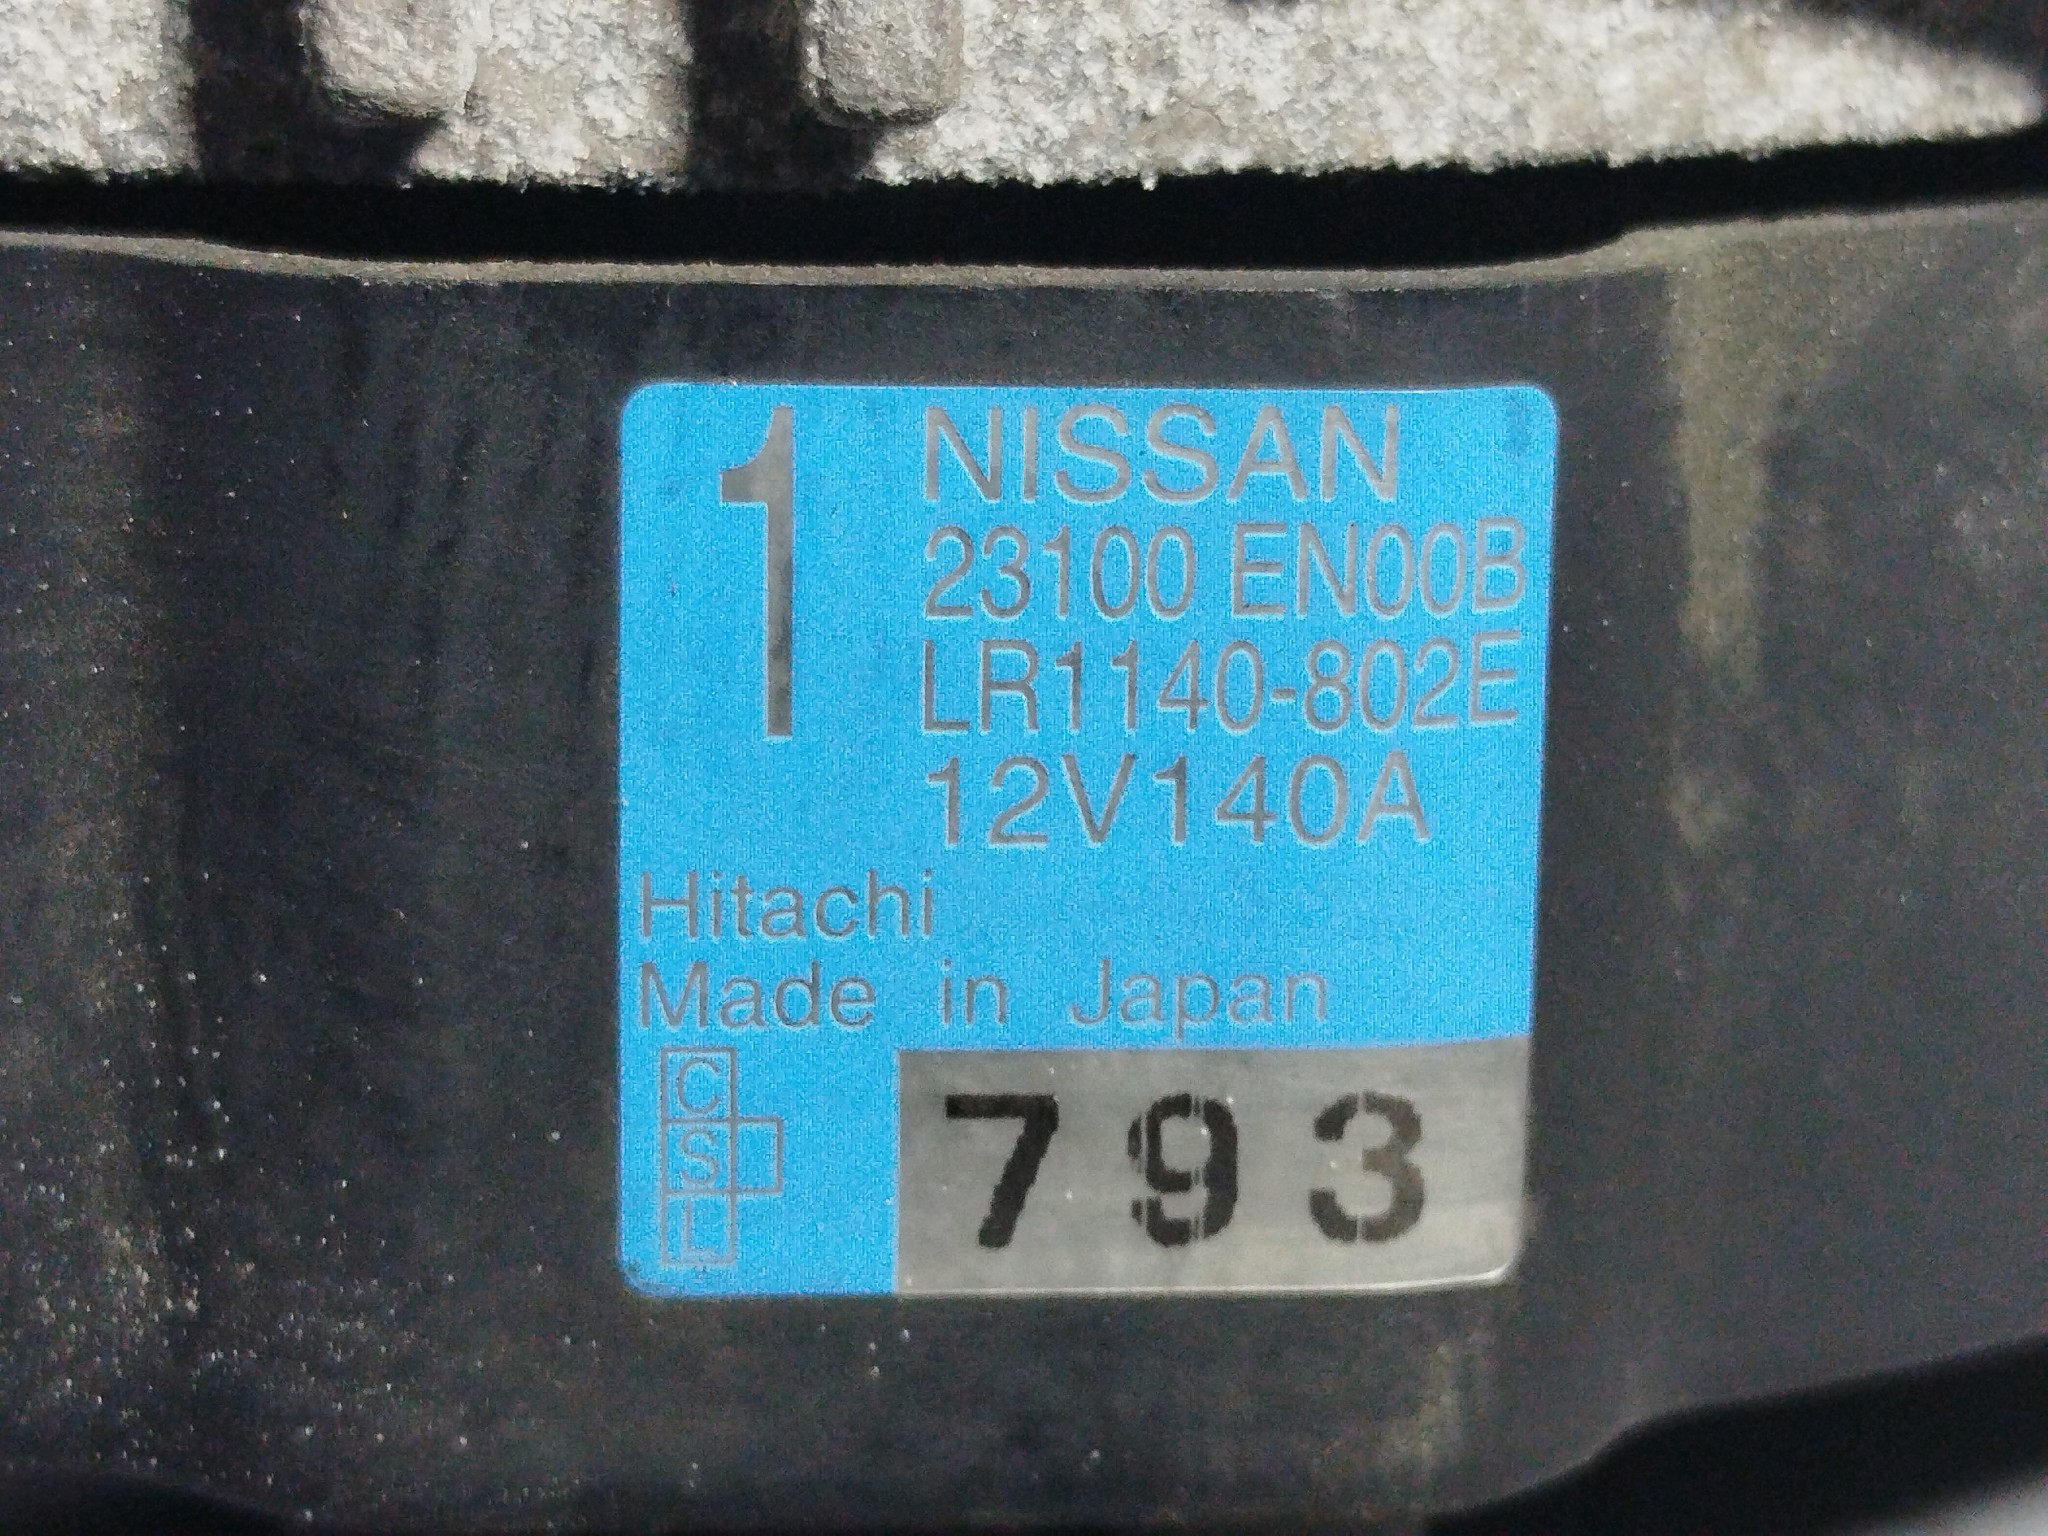 1
NISSAN
23100 EN00B
LR1140-802E
12V140A
Hitachi
Made in Japan
C
S
L
793